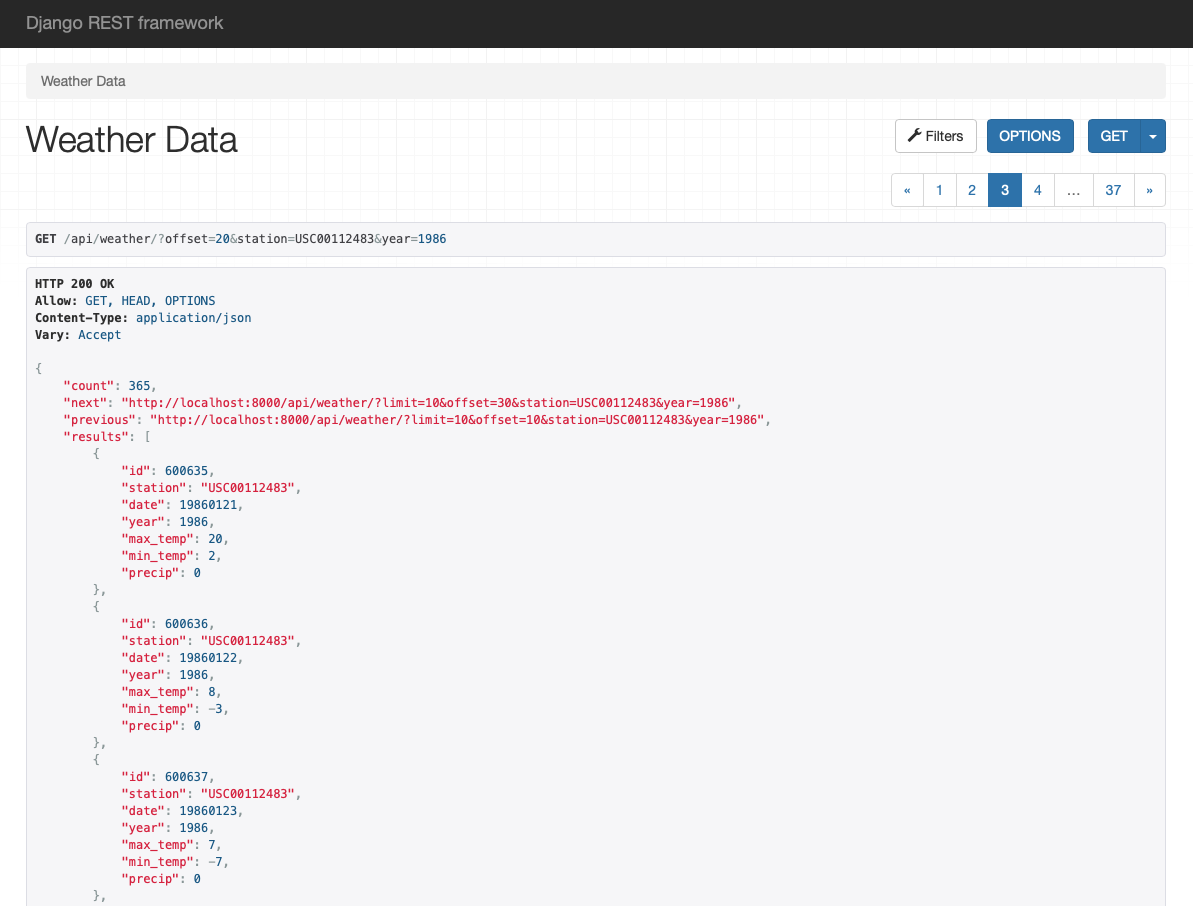 Django REST framework
Weather Data
Weather Data
Filters
OPTIONS
GET
« 1 2 3 4 … 37 »
GET /api/weather/?offset=20&station=USC00112483&year=1986
HTTP 200 OK
Allow: GET, HEAD, OPTIONS
Content-Type: application/json
Vary: Accept
{
    "count": 365,
    "next": "http://localhost:8000/api/weather/?limit=10&offset=30&station=USC00112483&year=1986",
    "previous": "http://localhost:8000/api/weather/?limit=10&offset=10&station=USC00112483&year=1986",
    "results": [
        {
            "id": 600635,
            "station": "USC00112483",
            "date": 19860121,
            "year": 1986,
            "max_temp": 20,
            "min_temp": 2,
            "precip": 0
        },
        {
            "id": 600636,
            "station": "USC00112483",
            "date": 19860122,
            "year": 1986,
            "max_temp": 8,
            "min_temp": -3,
            "precip": 0
        },
        {
            "id": 600637,
            "station": "USC00112483",
            "date": 19860123,
            "year": 1986,
            "max_temp": 7,
            "min_temp": -7,
            "precip": 0
        },